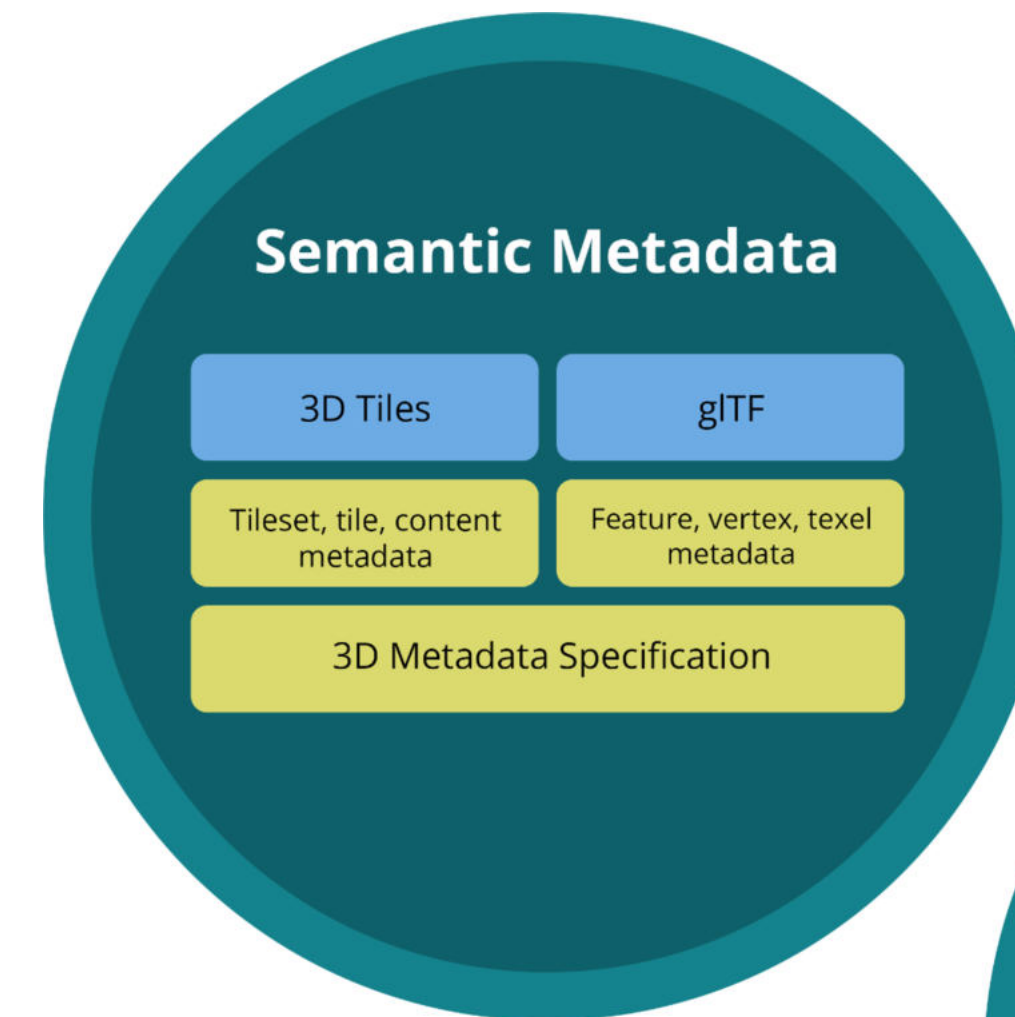 Semantic Metadata
3D Tiles
glTF
Tileset, tile, content
metadata
Feature, vertex, texel
metadata
3D Metadata Specification